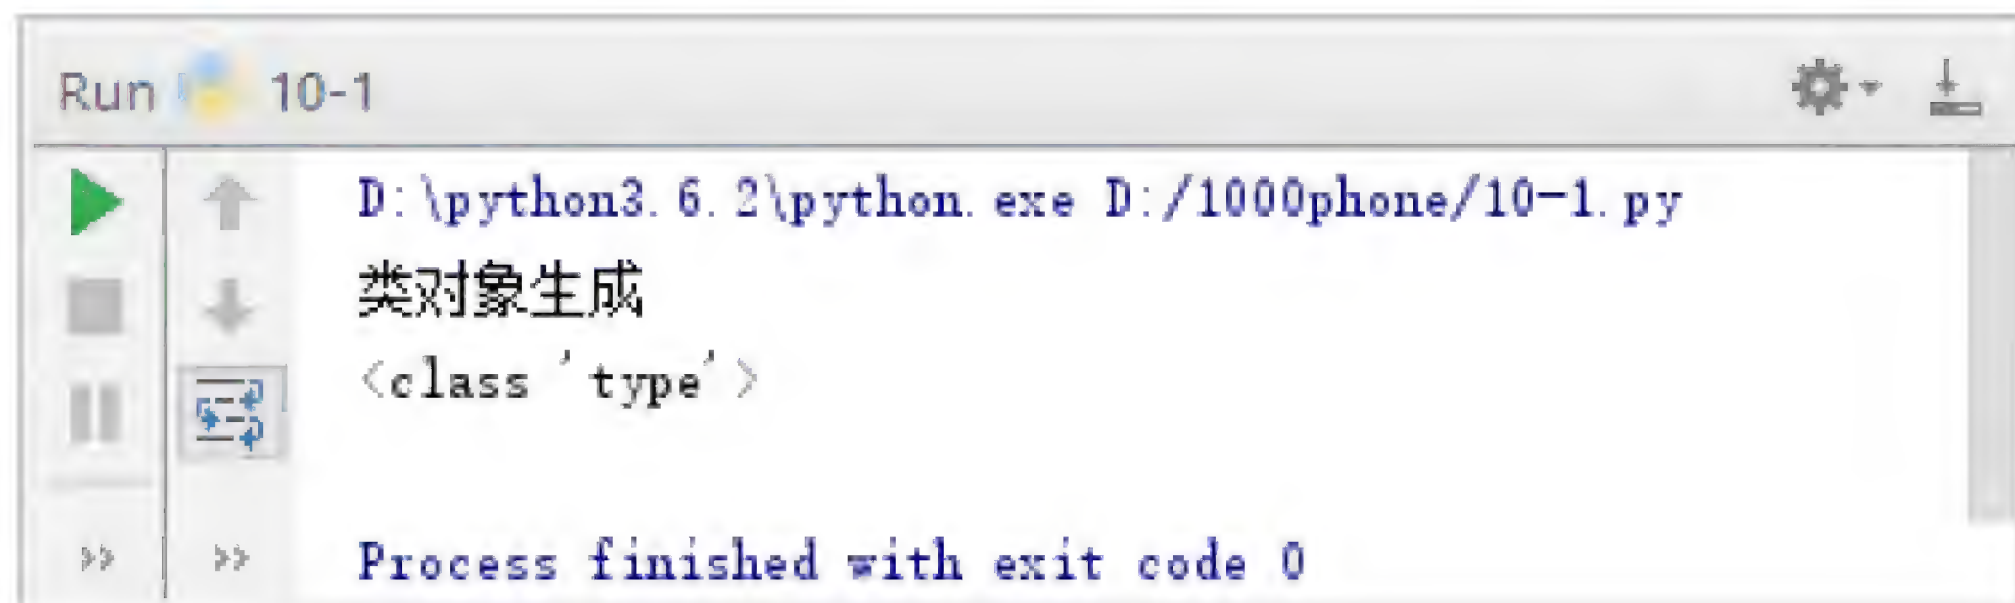 Run 10-1
D:\python3.6.2\python.exe D:/1000phone/10-1.py
类对象生成
<class 'type'>
Process finished with exit code 0